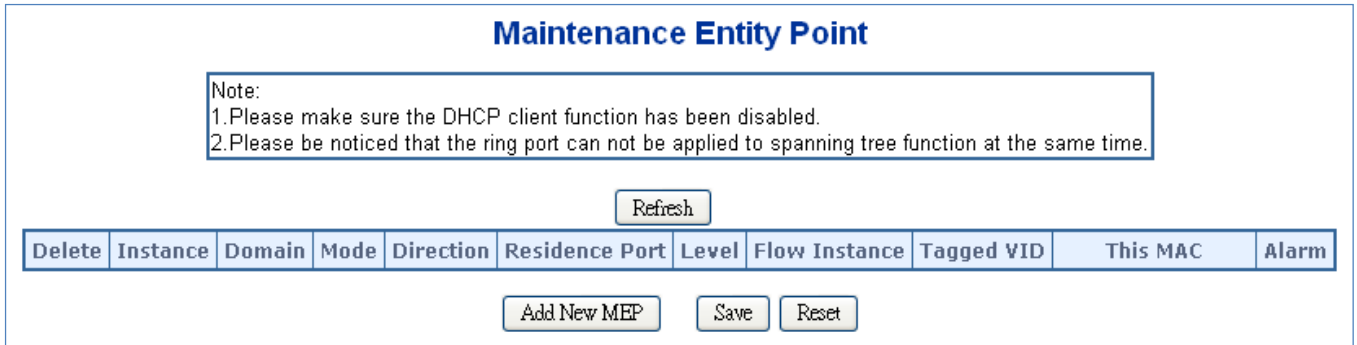 Maintenance Entity Point
Note:
1.Please make sure the DHCP client function has been disabled.
2.Please be noticed that the ring port can not be applied to spanning tree function at the same time.
Refresh
Delete Instance Domain Mode Direction Residence Port Level Flow Instance Tagged VID This MAC Alarm
Add New MEP Save Reset